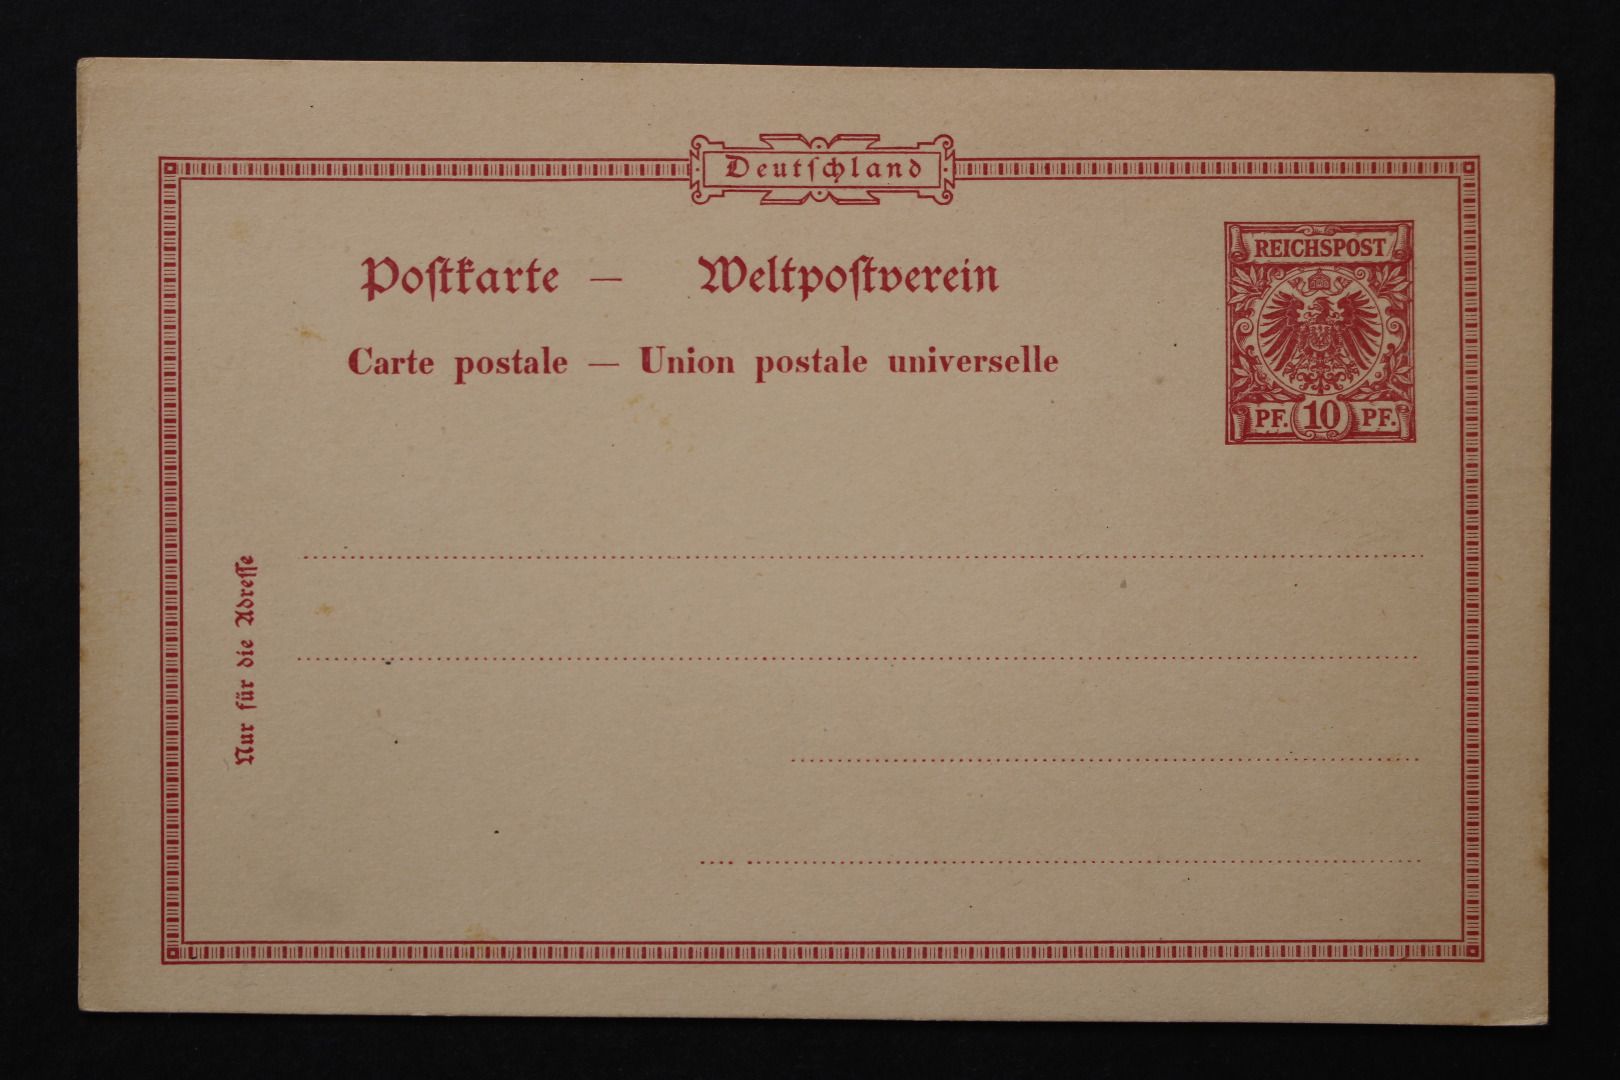 Deutſchland
Poſtkarte — Weltpoſtverein
Carte postale — Union postale universelle
REICHSPOST
PF. 10 PF.
Nur für die Adreſſe